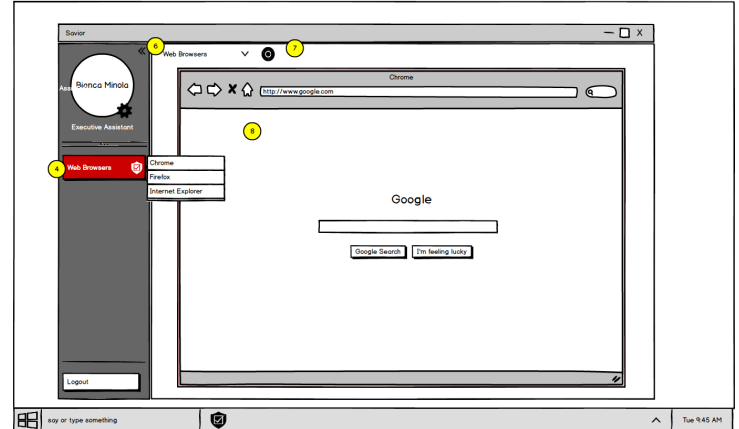 Savior
6
7
Web Browsers
Bianca Minola
Executive Assistant
Chrome
http://www.google.com
8
4
Web Browsers
Chrome
Firefox
Internet Explorer
Google
Google Search
I'm feeling lucky
Logout
say or type something
Tue 9:45 AM